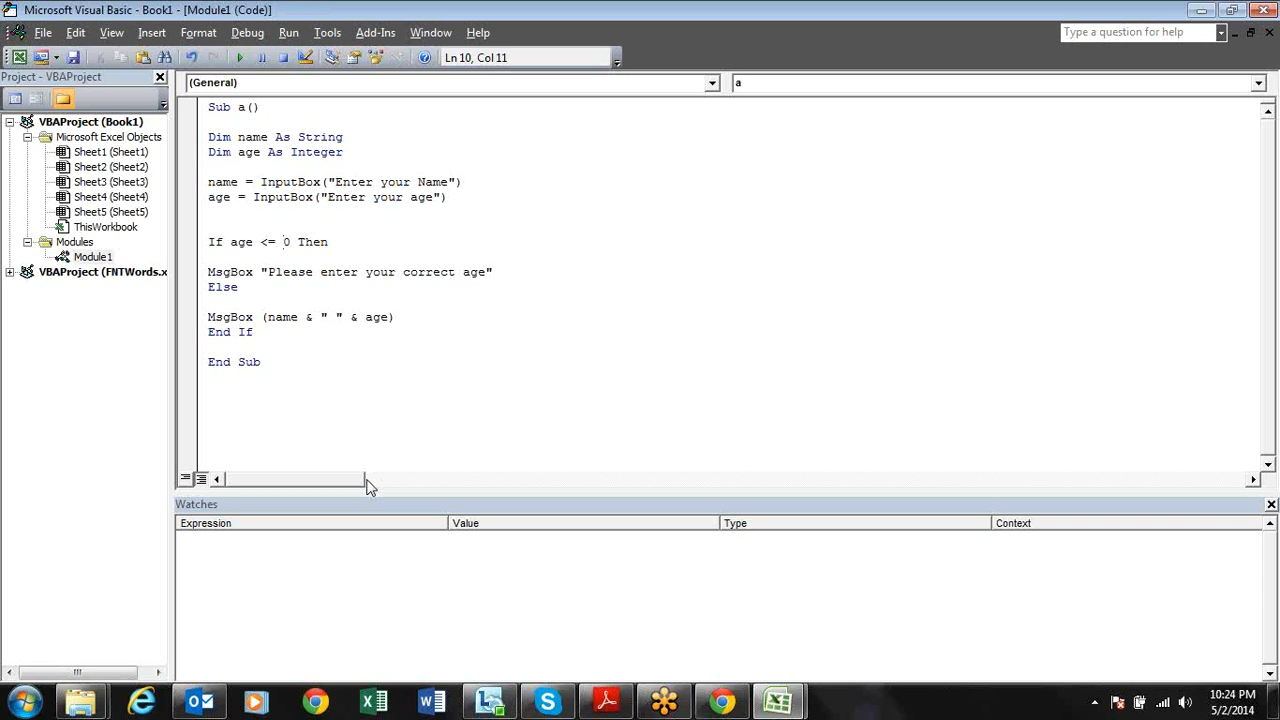 Microsoft Visual Basic - Book1 - [Module1 (Code)]
File Edit View Insert Format Debug Run Tools Add-Ins Window Help
Type a question for help
Ln 10, Col 11
Project - VBAProject
(General)
a
VBAProject (Book1)
Microsoft Excel Objects
Sheet1 (Sheet1)
Sheet2 (Sheet2)
Sheet3 (Sheet3)
Sheet4 (Sheet4)
Sheet5 (Sheet5)
ThisWorkbook
Modules
Module1
VBAProject (FNTWords.x
Sub a()
Dim name As String
Dim age As Integer
name = InputBox("Enter your Name")
age = InputBox("Enter your age")
If age <= 0 Then
MsgBox "Please enter your correct age"
Else
MsgBox (name & " " & age)
End If
End Sub
Watches
Expression Value Type Context
10:24 PM
5/2/2014